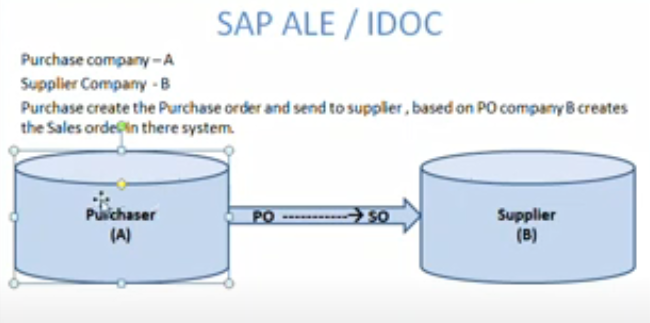 SAP ALE / IDOC
Purchase company – A
Supplier Company - B
Purchase create the Purchase order and send to supplier , based on PO company B creates
the Sales order in there system.
Purchaser
(A)
PO -----------→ SO
Supplier
(B)